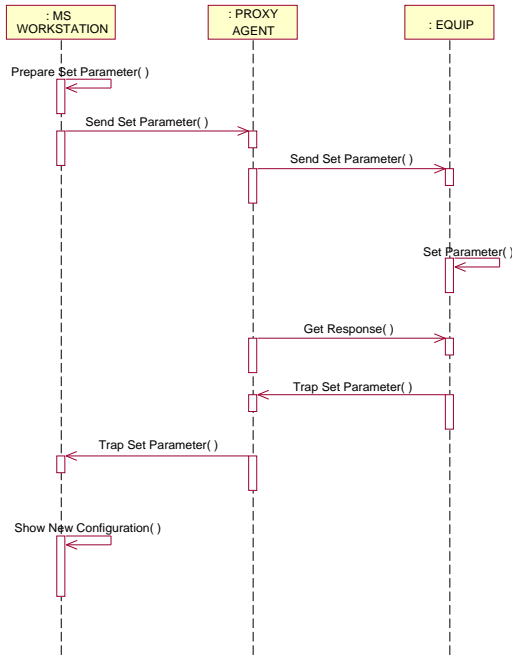 : MS
WORKSTATION
: PROXY
AGENT
: EQUIP
Prepare Set Parameter( )
Send Set Parameter( )
Send Set Parameter( )
Set Parameter( )
Get Response( )
Trap Set Parameter( )
Trap Set Parameter( )
Show New Configuration( )